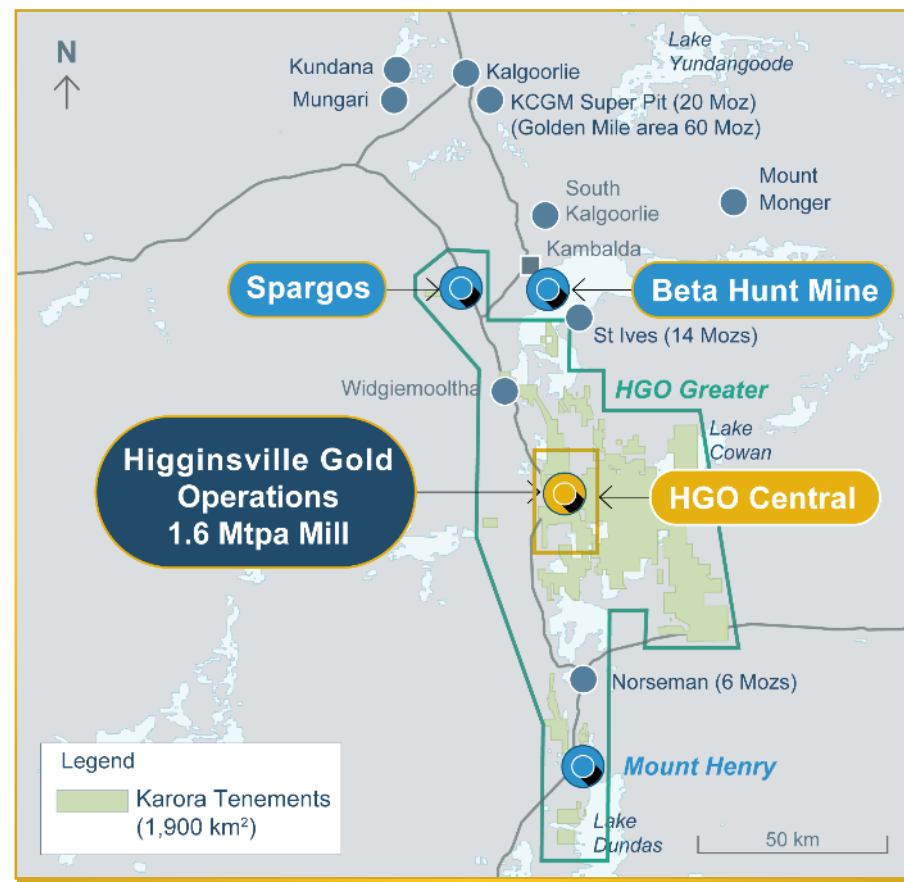 N
Lake
Yundangoode
Kundana
Kalgoorlie
Mungari
KCGM Super Pit (20 Moz)
(Golden Mile area 60 Moz)
Mount
Monger
South
Kalgoorlie
Kambalda
Spargos
Beta Hunt Mine
St Ives (14 Mozs)
Widgiemooltha
HGO Greater
Lake
Cowan
Higginsville Gold
Operations
1.6 Mtpa Mill
HGO Central
Norseman (6 Mozs)
Mount Henry
Legend
Karora Tenements
(1,900 km²)
Lake
Dundas
50 km